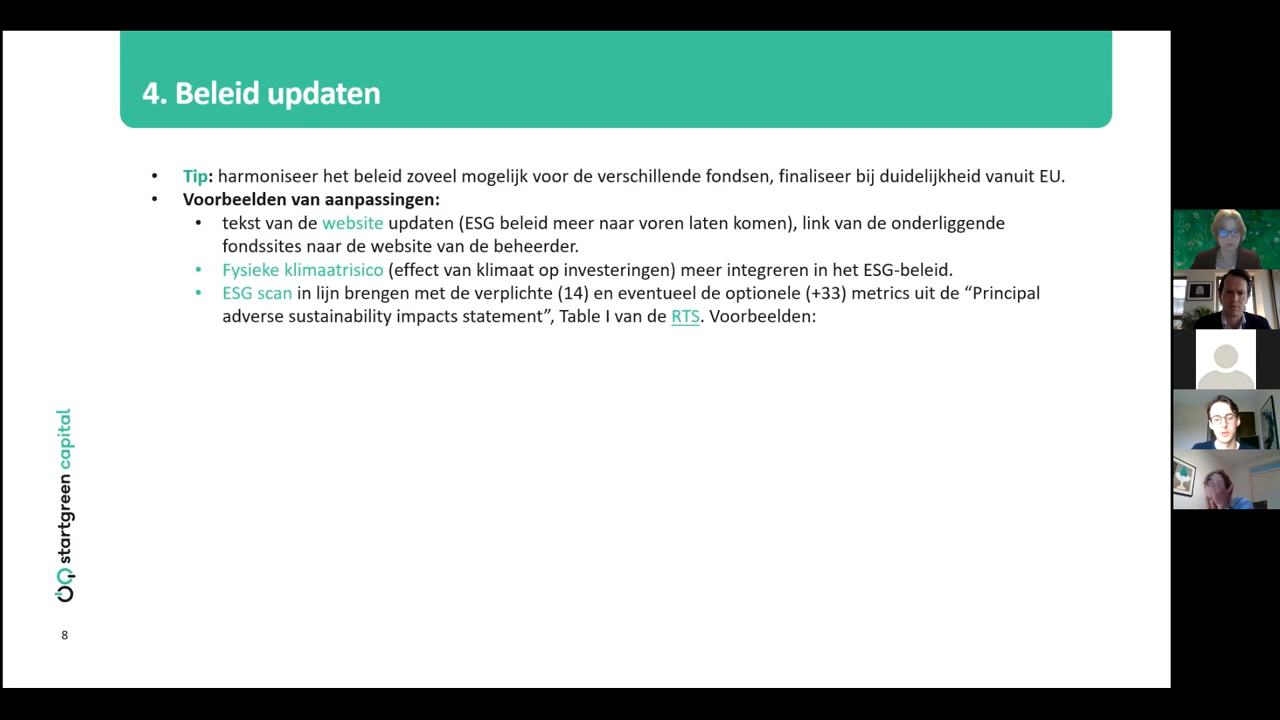 4. Beleid updaten
• Tip: harmoniseer het beleid zoveel mogelijk voor de verschillende fondsen, finaliseer bij duidelijkheid vanuit EU.
• Voorbeelden van aanpassingen:
• tekst van de website updaten (ESG beleid meer naar voren laten komen), link van de onderliggende
fondssites naar de website van de beheerder.
• Fysieke klimaatrisico (effect van klimaat op investeringen) meer integreren in het ESG-beleid.
• ESG scan in lijn brengen met de verplichte (14) en eventueel de optionele (+33) metrics uit de “Principal
adverse sustainability impacts statement”, Table I van de RTS. Voorbeelden:
startgreen capital
8